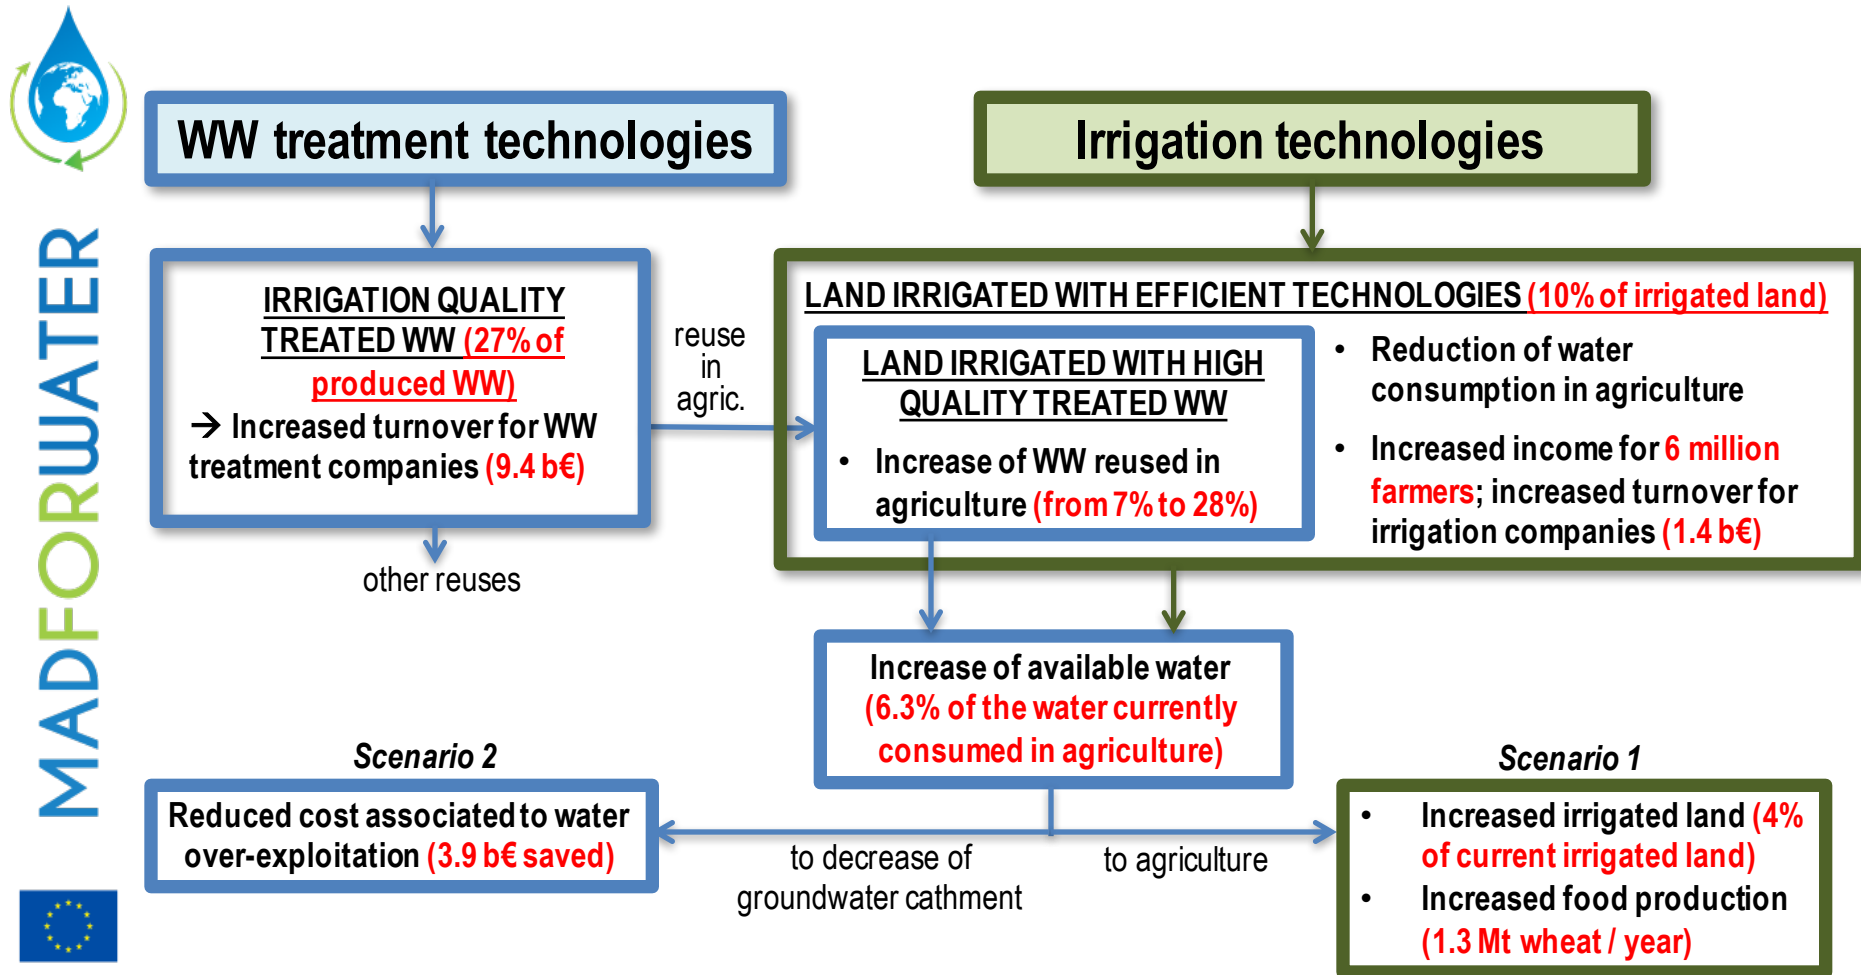 MADFORWATER
WW treatment technologies
Irrigation technologies
IRRIGATION QUALITY
TREATED WW (27% of
produced WW)
→ Increased turnover for WW
treatment companies (9.4 b€)
reuse
in
agric.
other reuses
LAND IRRIGATED WITH EFFICIENT TECHNOLOGIES (10% of irrigated land)
LAND IRRIGATED WITH HIGH
QUALITY TREATED WW
• Increase of WW reused in
agriculture (from 7% to 28%)
• Reduction of water
consumption in agriculture
• Increased income for 6 million
farmers; increased turnover for
irrigation companies (1.4 b€)
Increase of available water
(6.3% of the water currently
consumed in agriculture)
Scenario 2
Reduced cost associated to water
over-exploitation (3.9 b€ saved)
to decrease of
groundwater cathment
to agriculture
Scenario 1
• Increased irrigated land (4%
of current irrigated land)
• Increased food production
(1.3 Mt wheat / year)